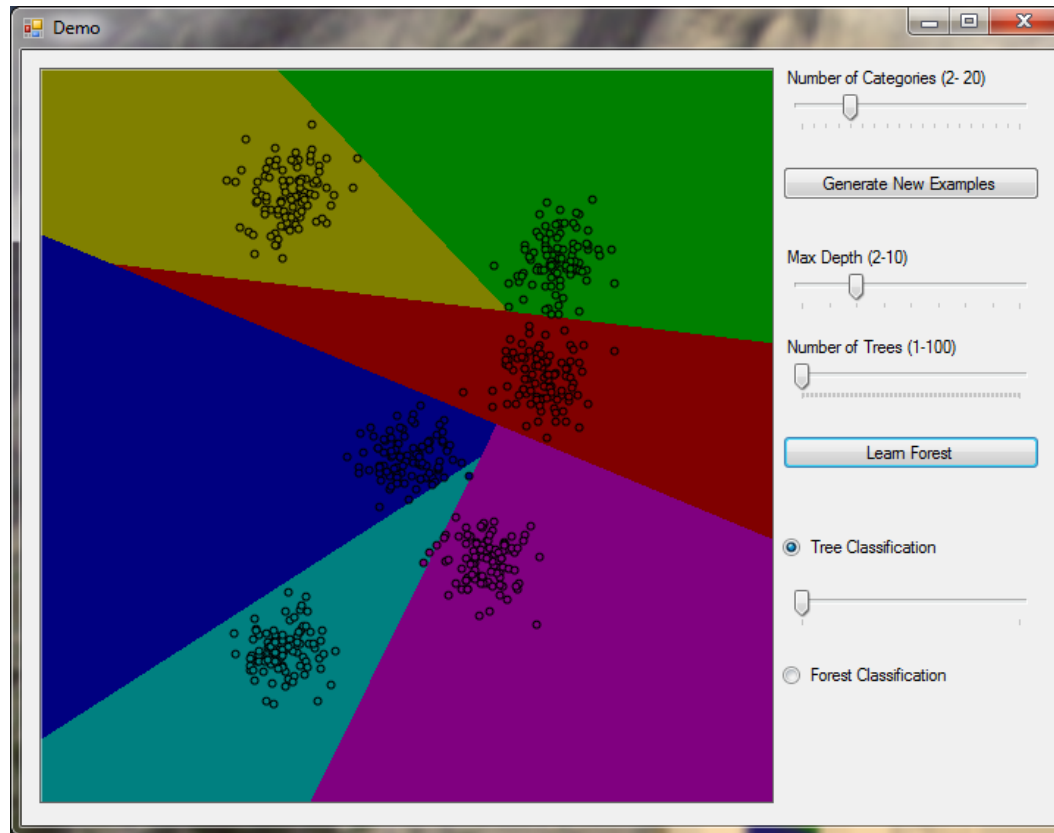 Demo
Number of Categories (2- 20)
Generate New Examples
Max Depth (2-10)
Number of Trees (1-100)
Learn Forest
Tree Classification
Forest Classification